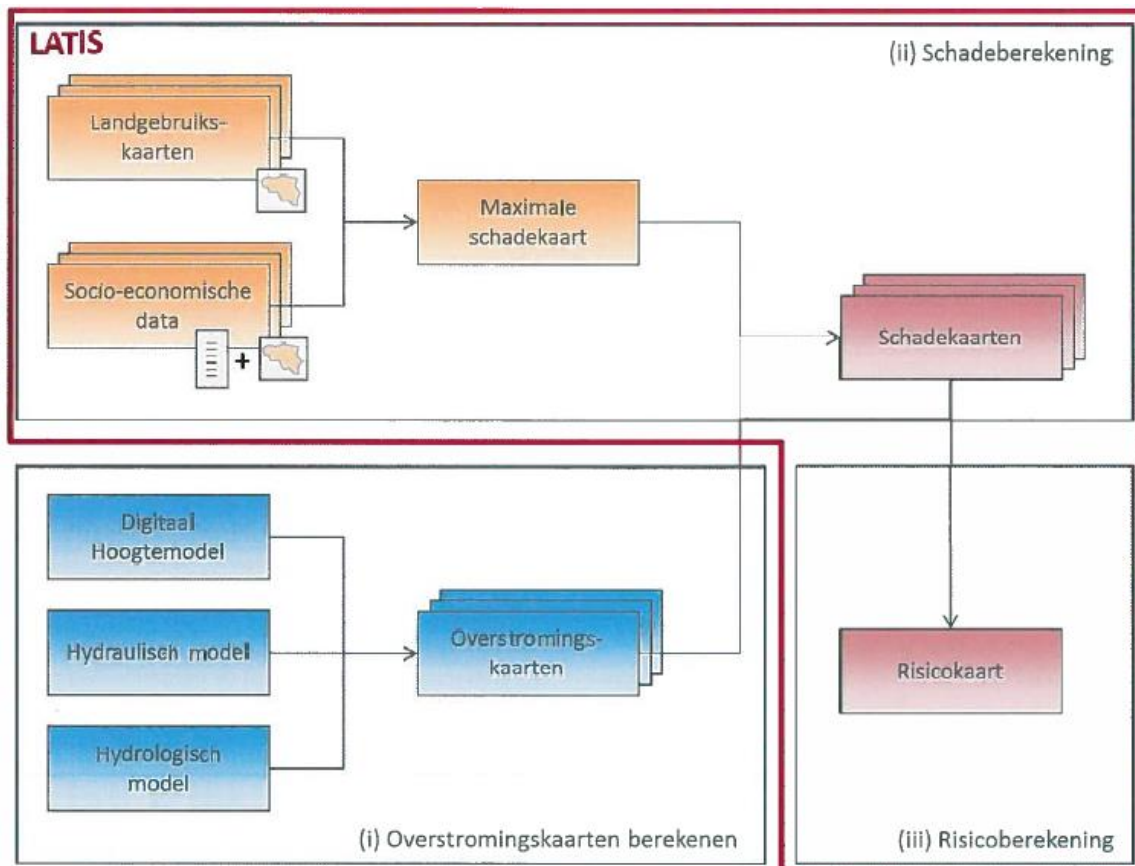 LATIS
(ii) Schadeberekening
Landgebruiks-
kaarten
Maximale
schadekaart
Socio-economische
data
+
Schadekaarten
Digitaal
Hoogtemodel
Hydraulisch model
Overstromings-
kaarten
Risicokaart
Hydrologisch
model
(i) Overstromingskaarten berekenen
(iii) Risicoberekening